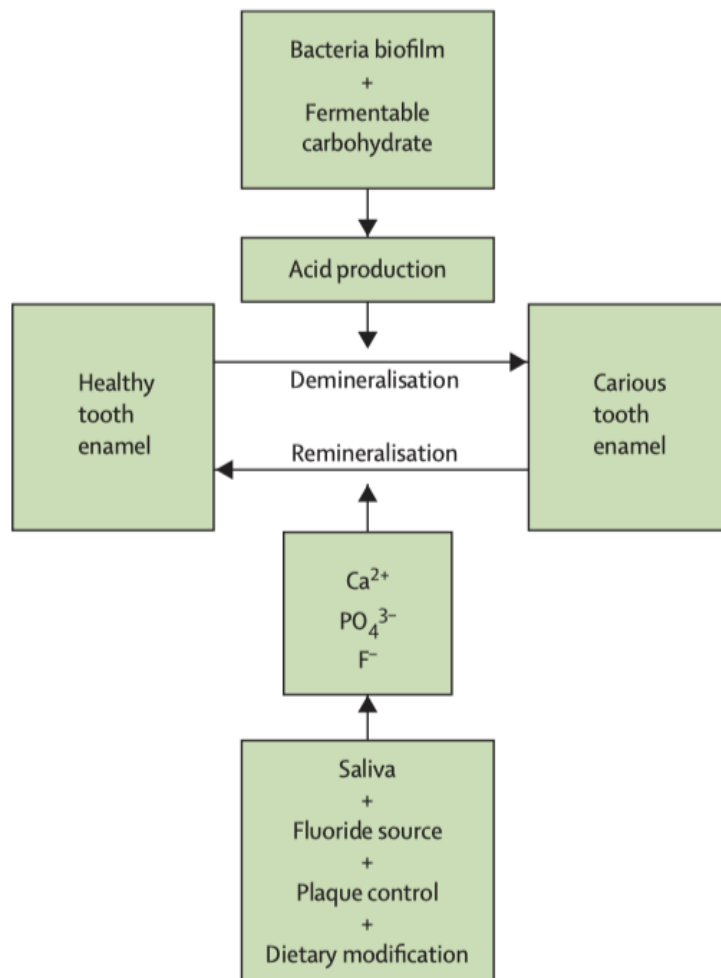 Bacteria biofilm
+
Fermentable
carbohydrate
Acid production
Healthy
tooth
enamel
Demineralisation
Remineralisation
Carious
tooth
enamel
Ca²⁺
PO₄³⁻
F⁻
Saliva
+
Fluoride source
+
Plaque control
+
Dietary modification